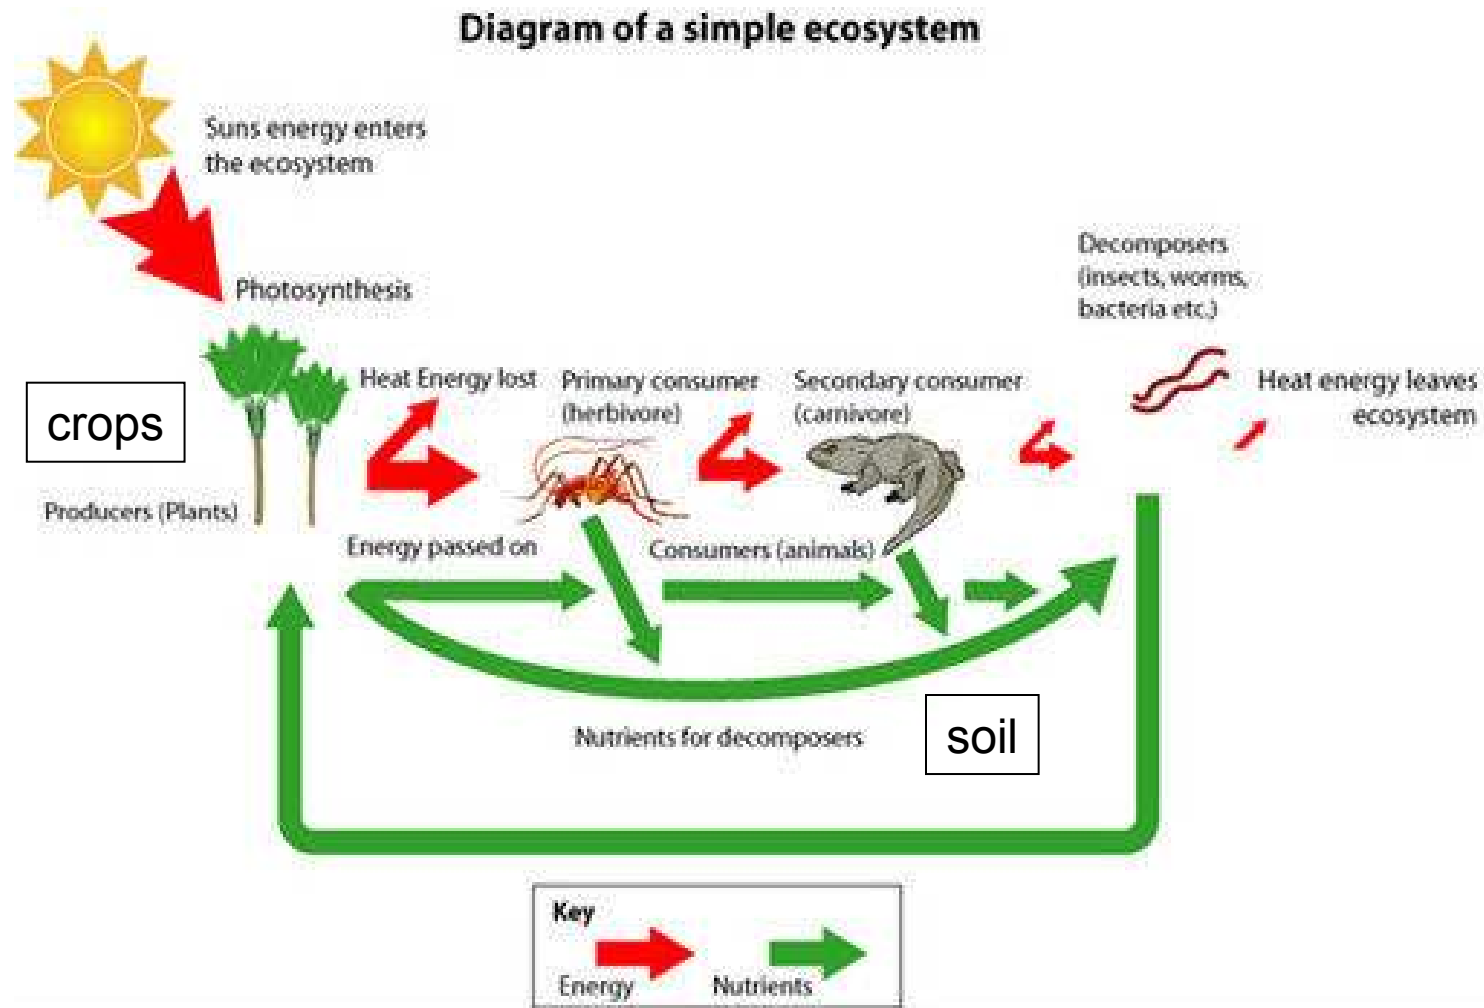 Diagram of a simple ecosystem
Suns energy enters
the ecosystem
Photosynthesis
crops
Producers (Plants)
Heat Energy lost
Primary consumer
(herbivore)
Secondary consumer
(carnivore)
Decomposers
(insects, worms,
bacteria etc.)
Heat energy leaves
ecosystem
Energy passed on
Consumers (animals)
Nutrients for decomposers
soil
Key
Energy
Nutrients